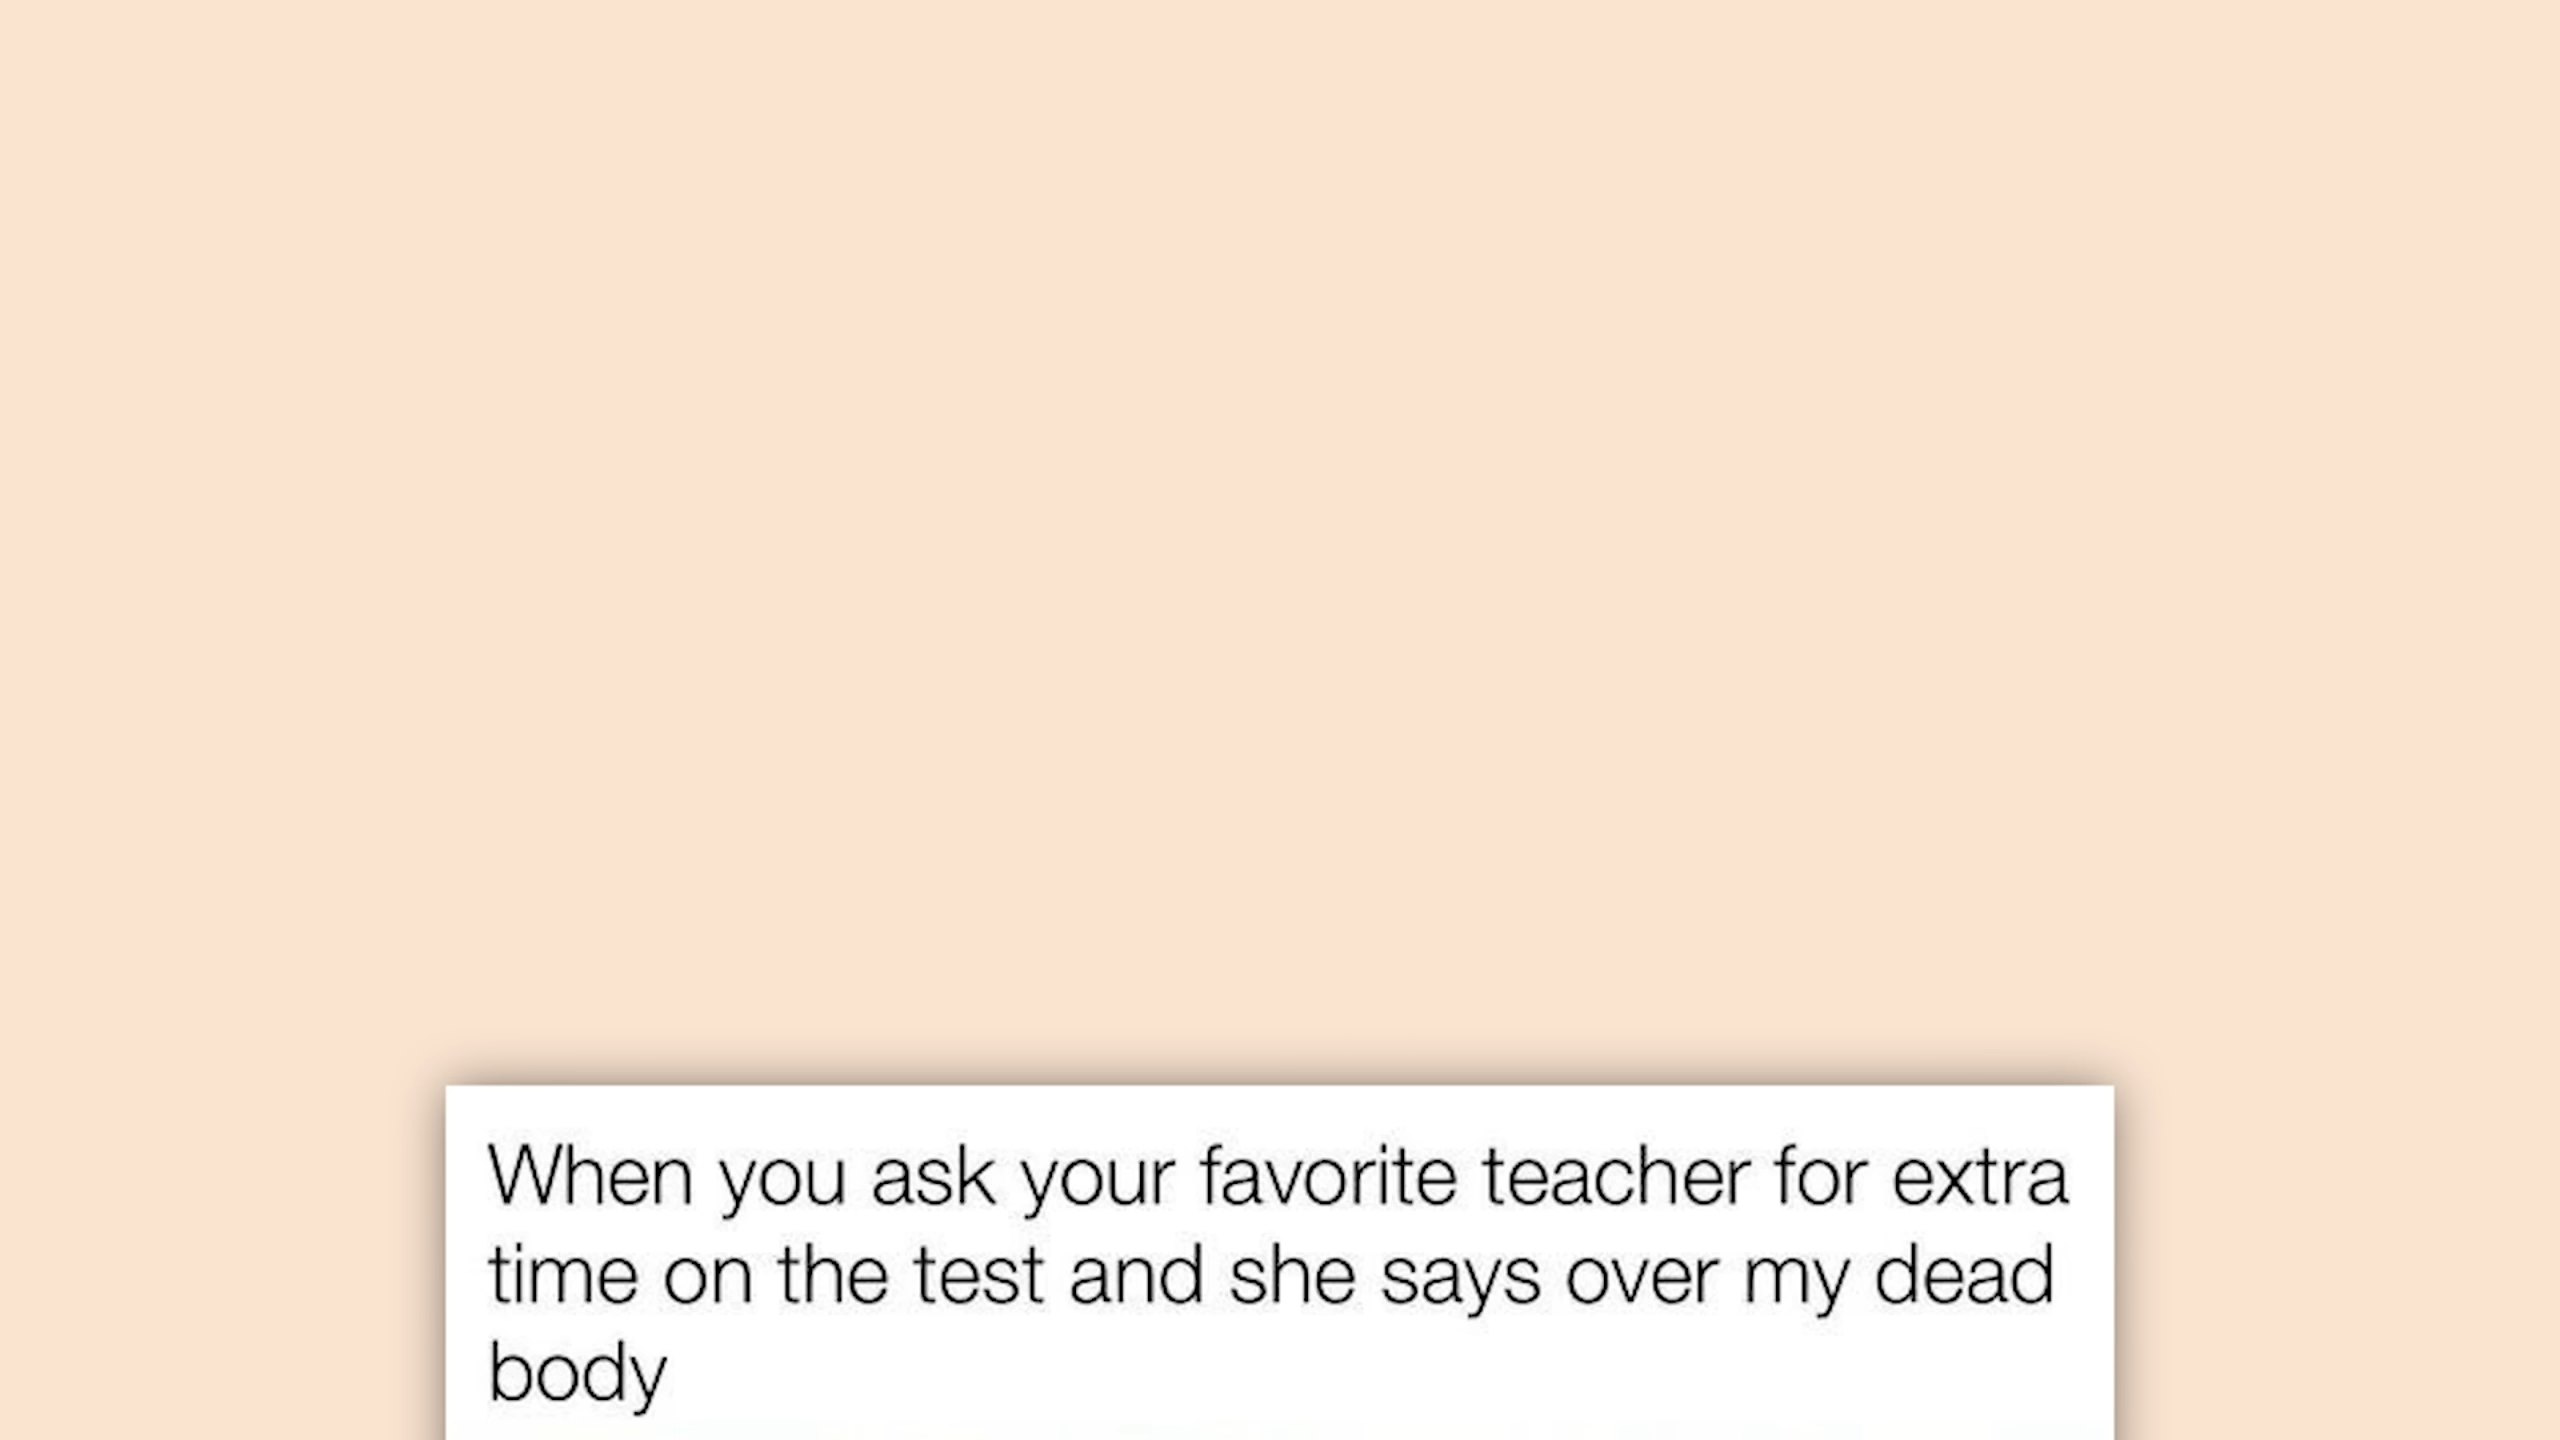 When you ask your favorite teacher for extra
time on the test and she says over my dead
body